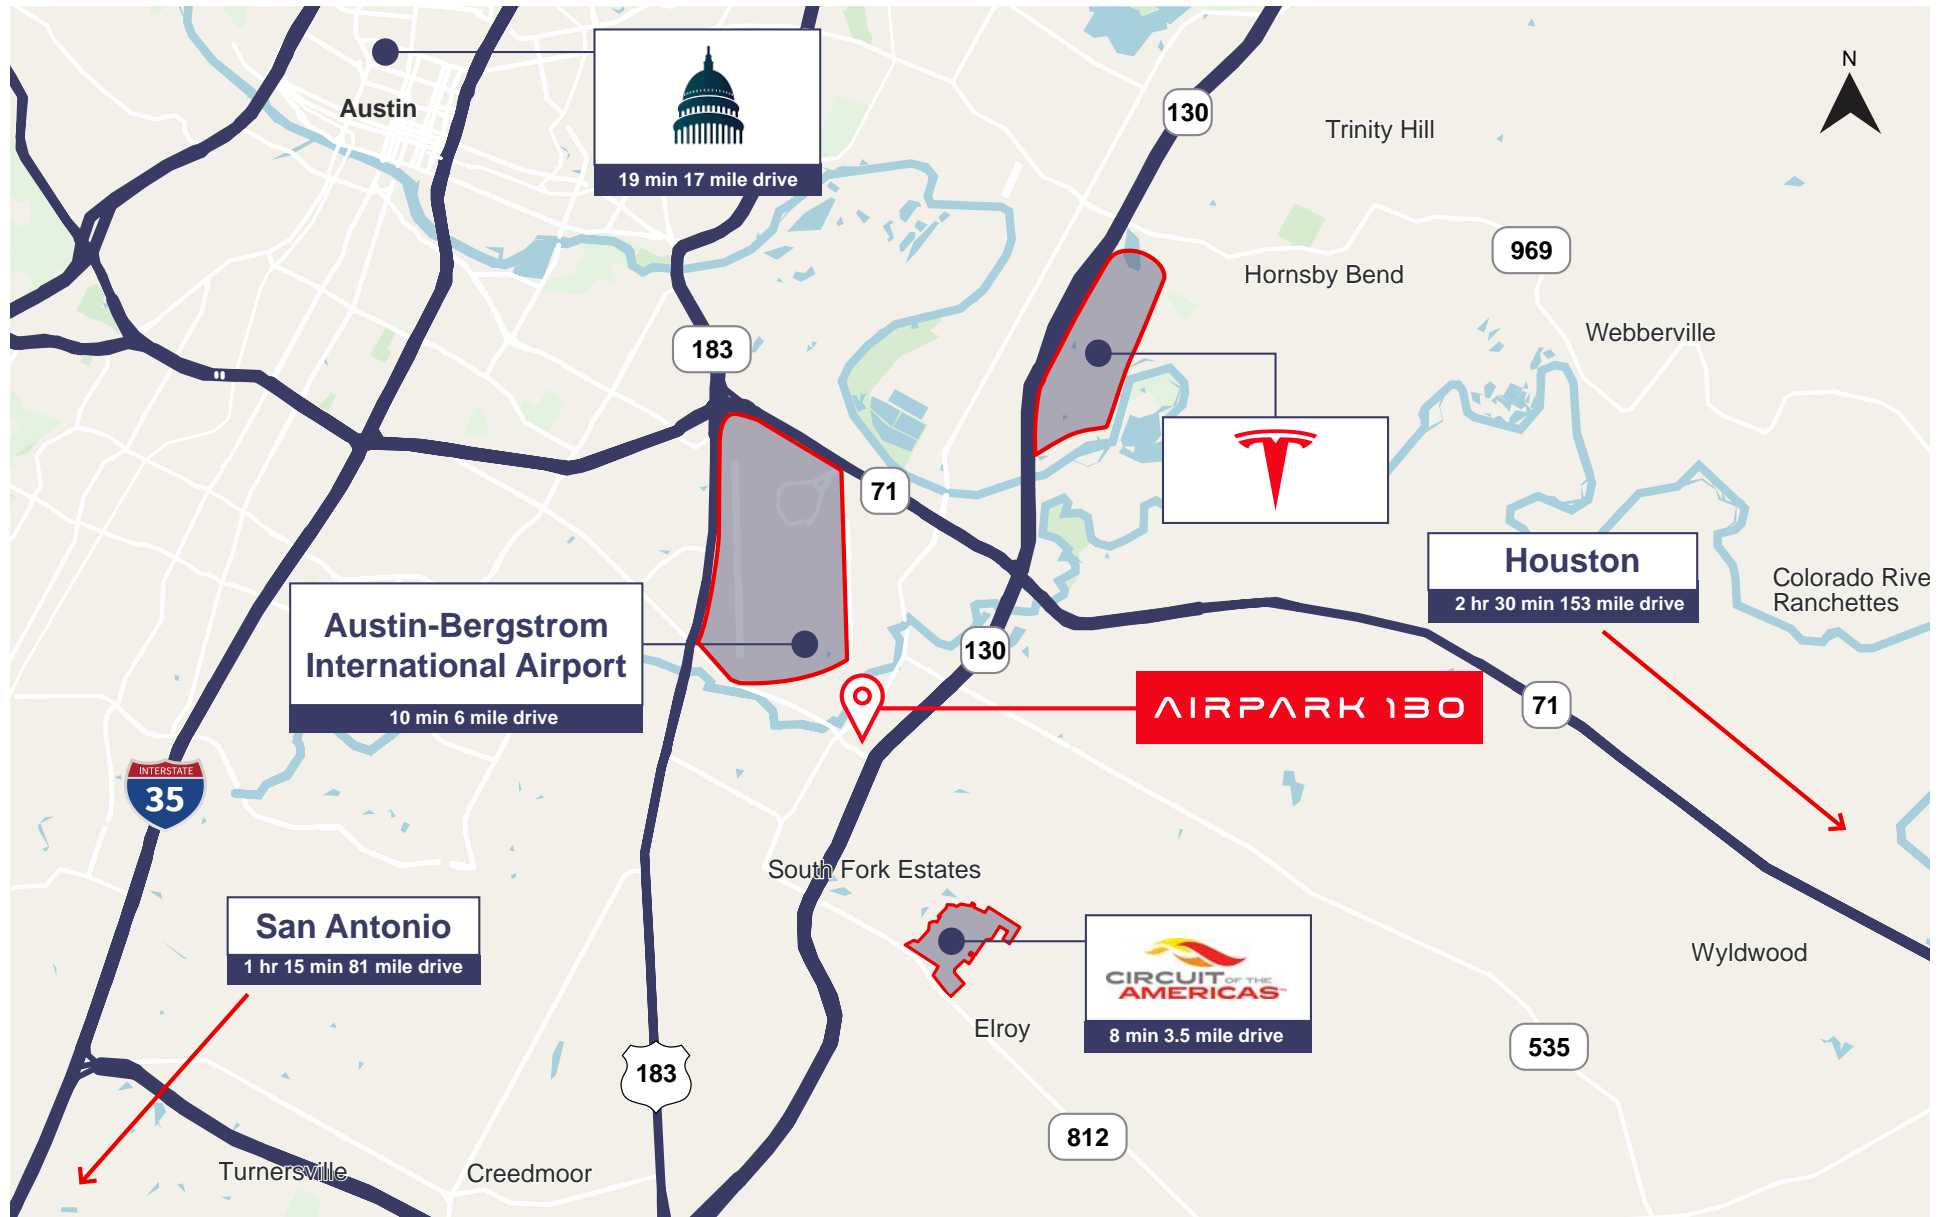 N
Austin
19 min 17 mile drive
130
Trinity Hill
969
Hornsby Bend
Webberville
183
71
Houston
2 hr 30 min 153 mile drive
Colorado Rive
Ranchettes
Austin-Bergstrom
International Airport
10 min 6 mile drive
130
AIRPARK 130
71
INTERSTATE
35
South Fork Estates
San Antonio
1 hr 15 min 81 mile drive
CIRCUIT OF THE
AMERICAS™
8 min 3.5 mile drive
Wyldwood
Elroy
535
183
812
Turnersville
Creedmoor